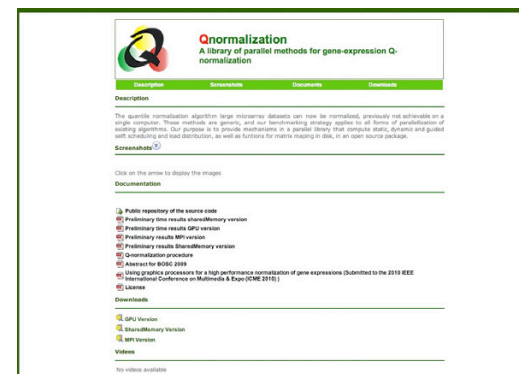 Qnormalization
A library of parallel methods for gene-expression Q-
normalization
Description Screenshots Documents Downloads
Description
The quantile normalization algorithm large microarray datasets can now be normalized, previously not achievable on a
single computer. These methods are generic, and our benchmarking strategy applies to all forms of parallelization of
existing algorithms. Our purpose is to provide mechanisms in a parallel library that compute static, dynamic and guided
selft scheduling and load distribution, as well as funtions for matrix maping in disk, in an open source package.
Screenshots
Click on the arrow to display the images
Documentation
Public repository of the source code
Preliminary time results sharedMemory version
Preliminary time results GPU version
Preliminary results MPI version
Preliminary results SharedMemory version
Q-normalization procedure
Abstract for BOSC 2009
Using graphics processors for a high performance normalization of gene expressions (Submitted to the 2010 IEEE
International Conference on Multimedia & Expo (ICME 2010) )
License
Downloads
GPU Version
SharedMemory Version
MPI Version
Videos
No videos available